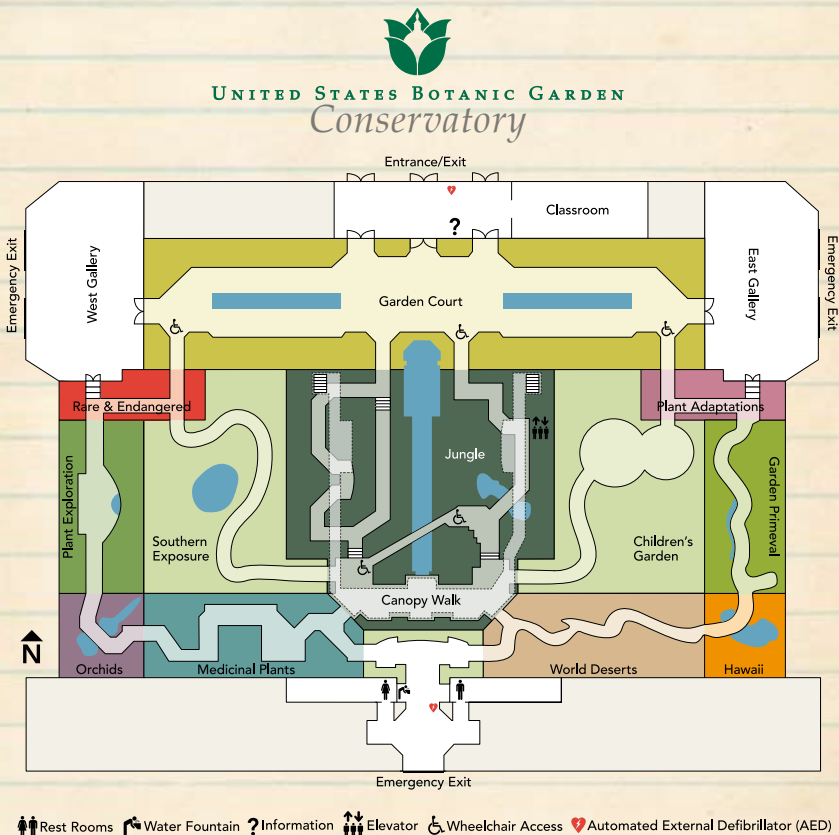 UNITED STATES BOTANIC GARDEN
Conservatory
Entrance/Exit
Classroom
?
West Gallery
East Gallery
Emergency Exit
Emergency Exit
Garden Court
Rare & Endangered
Plant Adaptations
Jungle
Plant Exploration
Southern
Exposure
Children's
Garden
Garden Primeval
Canopy Walk
N
Orchids
Medicinal Plants
World Deserts
Hawaii
Emergency Exit
Rest Rooms Water Fountain ? Information Elevator Wheelchair Access Automated External Defibrillator (AED)